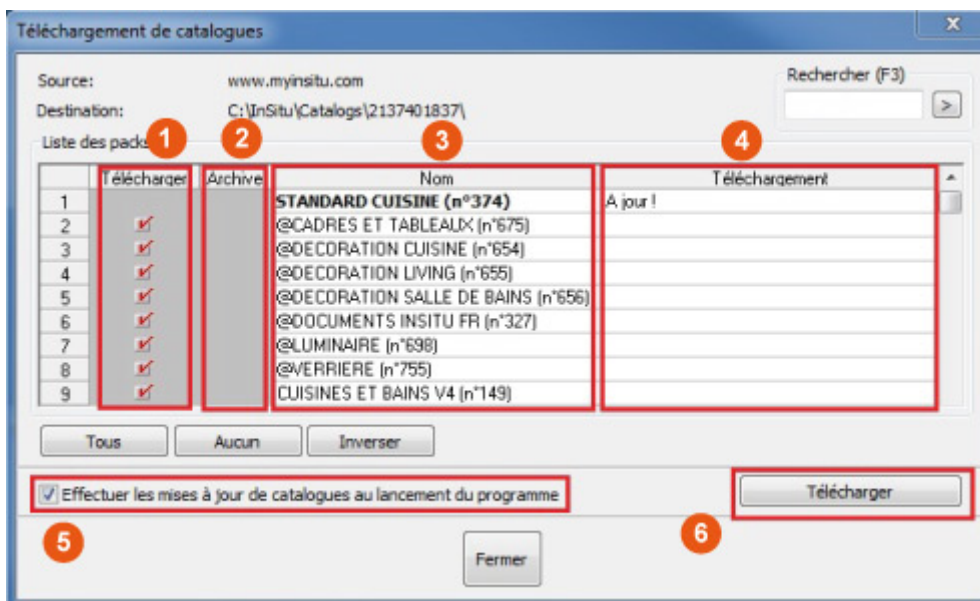 Téléchargement de catalogues
x
Source: www.myinsitu.com
Rechercher (F3)
Destination: C:\InSitu\Catalogs\2137401837\
>
Liste des packs
1 2 3 4
Télécharger Archive Nom Téléchargement
1 STANDARD CUISINE (n°374) A jour !
2 @CADRES ET TABLEAUX (n°675)
3 @DECORATION CUISINE (n°654)
4 @DECORATION LIVING (n°655)
5 @DECORATION SALLE DE BAINS (n°656)
6 @DOCUMENTS INSITU FR (n°327)
7 @LUMINAIRE (n°698)
8 @VERRIERE (n°755)
9 CUISINES ET BAINS V4 (n°149)
Tous Aucun Inverser
Effectuer les mises à jour de catalogues au lancement du programme
Télécharger
5
6
Fermer